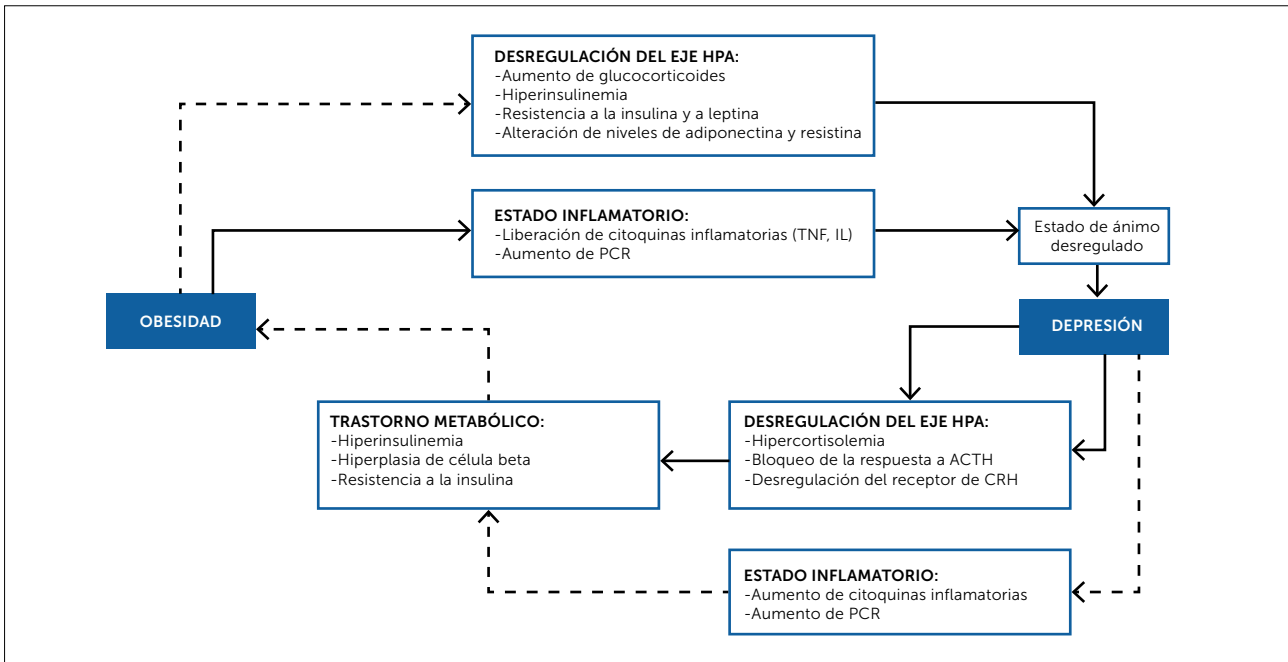 DESREGULACIÓN DEL EJE HPA:
-Aumento de glucocorticoides
-Hiperinsulinemia
-Resistencia a la insulina y a leptina
-Alteración de niveles de adiponectina y resistina
ESTADO INFLAMATORIO:
-Liberación de citoquinas inflamatorias (TNF, IL)
-Aumento de PCR
Estado de ánimo
desregulado
OBESIDAD
DEPRESIÓN
TRASTORNO METABÓLICO:
-Hiperinsulinemia
-Hiperplasia de célula beta
-Resistencia a la insulina
DESREGULACIÓN DEL EJE HPA:
-Hipercortisolemia
-Bloqueo de la respuesta a ACTH
-Desregulación del receptor de CRH
ESTADO INFLAMATORIO:
-Aumento de citoquinas inflamatorias
-Aumento de PCR